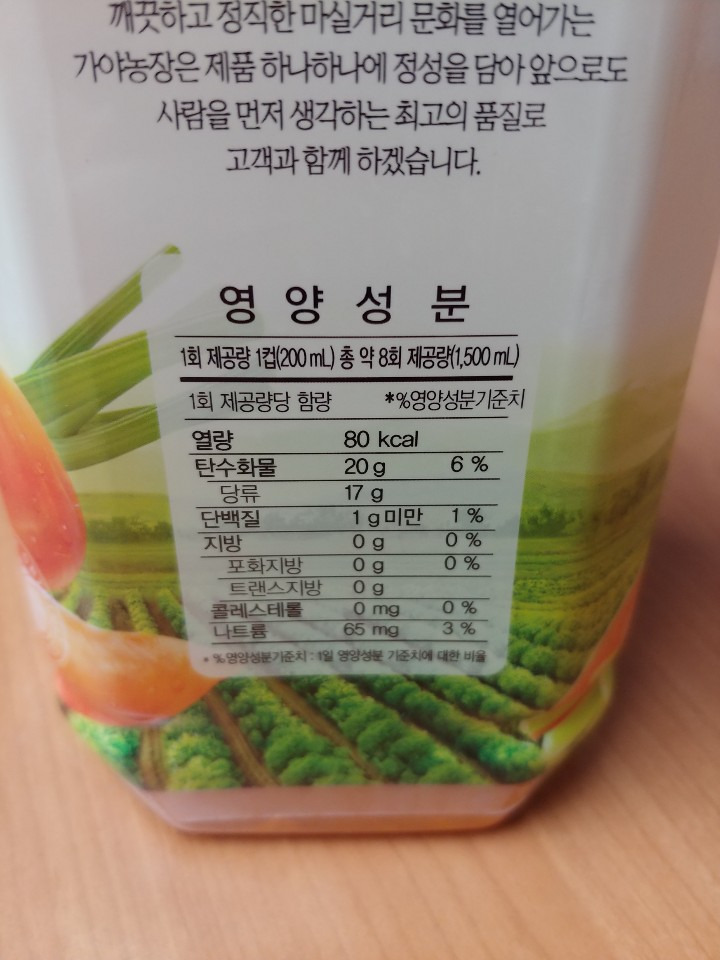 깨끗하고 정직한 마실거리 문화를 열어가는
가야농장은 제품 하나하나에 정성을 담아 앞으로도
사람을 먼저 생각하는 최고의 품질로
고객과 함께 하겠습니다.
영 양 성 분
1회 제공량 1컵(200 mL) 총 약 8회 제공량(1,500 mL)
1회 제공량당 함량 *%영양성분기준치
열량 80 kcal
탄수화물 20 g 6 %
당류 17 g
단백질 1 g 미만 1 %
지방 0 g 0 %
포화지방 0 g 0 %
트랜스지방 0 g
콜레스테롤 0 mg 0 %
나트륨 65 mg 3 %
* %영양성분기준치 : 1일 영양성분 기준치에 대한 비율